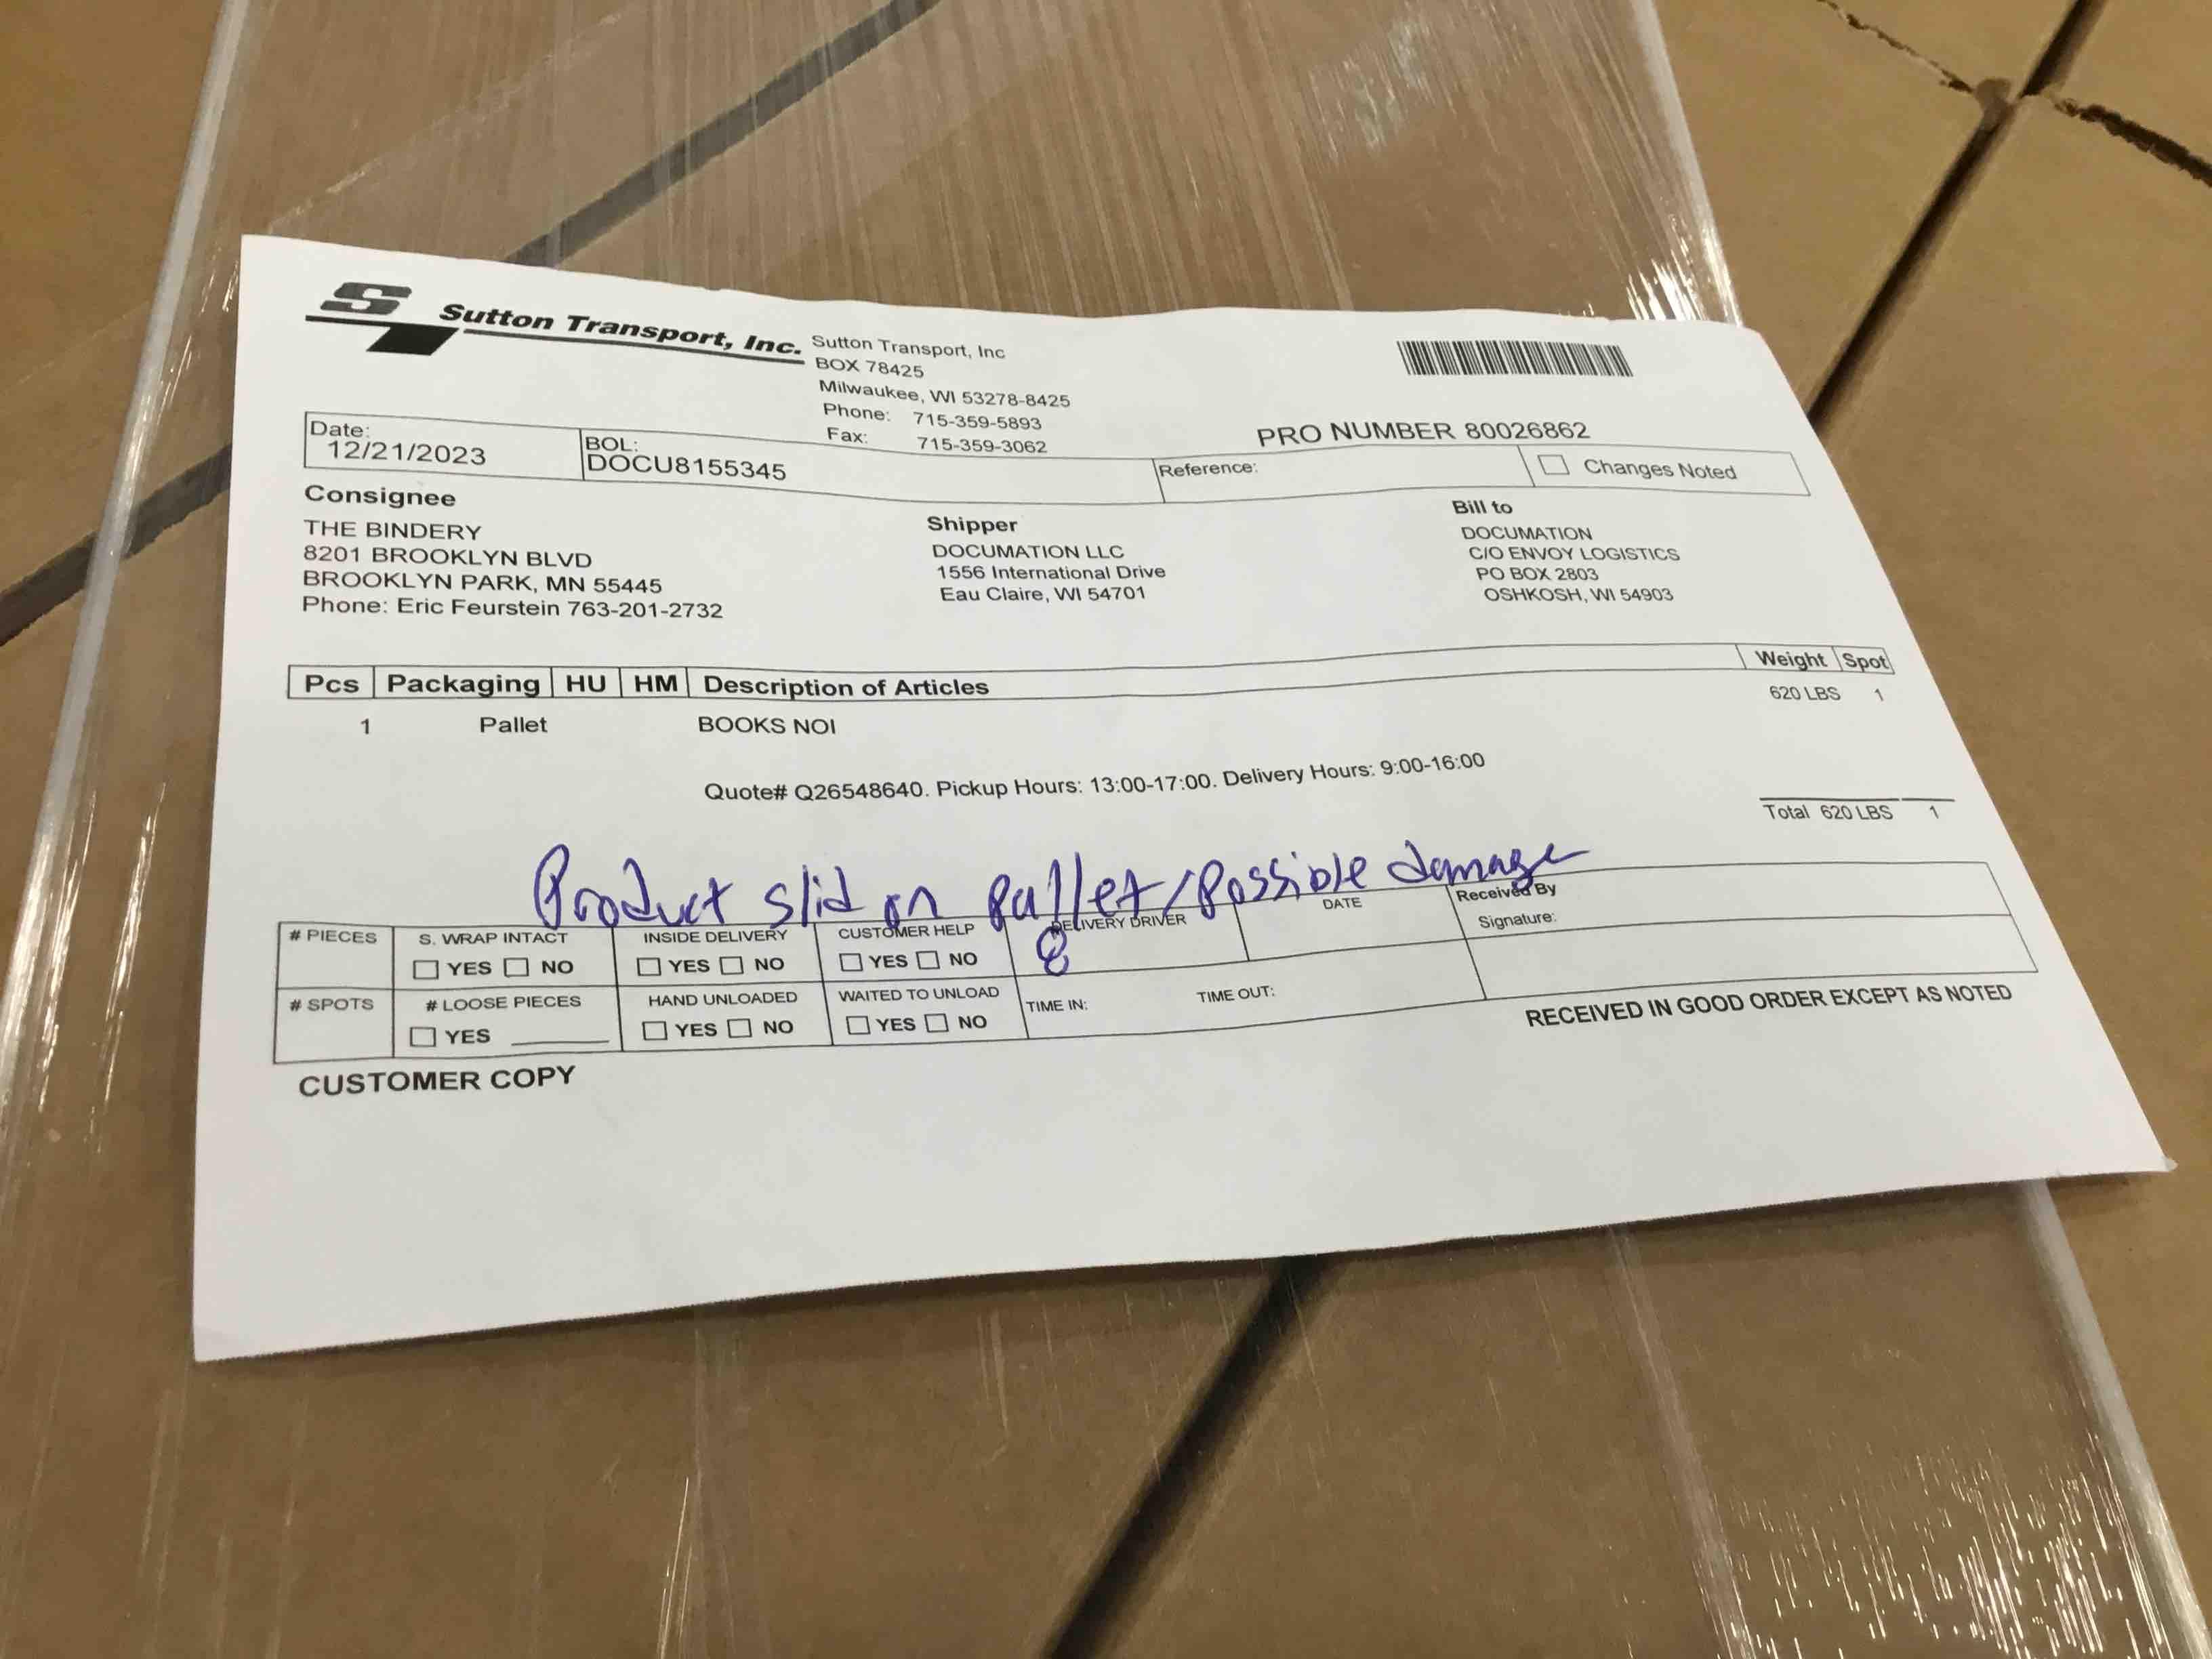 Sutton Transport, Inc.
Sutton Transport, Inc
BOX 78425
Milwaukee, WI 53278-8425
Phone: 715-359-5893
Fax: 715-359-3062
PRO NUMBER 80026862
Date: 12/21/2023
BOL: DOCU8155345
Reference:
Changes Noted
Consignee
THE BINDERY
8201 BROOKLYN BLVD
BROOKLYN PARK, MN 55445
Phone: Eric Feurstein 763-201-2732
Shipper
DOCUMATION LLC
1556 International Drive
Eau Claire, WI 54701
Bill to
DOCUMATION
C/O ENVOY LOGISTICS
PO BOX 2803
OSHKOSH, WI 54903
Pcs Packaging HU HM Description of Articles Weight Spot
1 Pallet BOOKS NOI 620 LBS 1
Quote# Q26548640. Pickup Hours: 13:00-17:00. Delivery Hours: 9:00-16:00
Total 620 LBS 1
Product slid on pallet/possible damage
# PIECES S. WRAP INTACT INSIDE DELIVERY CUSTOMER HELP DELIVERY DRIVER DATE Received By
YES NO YES NO YES NO Signature:
# SPOTS # LOOSE PIECES HAND UNLOADED WAITED TO UNLOAD TIME IN: TIME OUT:
YES YES NO YES NO
RECEIVED IN GOOD ORDER EXCEPT AS NOTED
CUSTOMER COPY